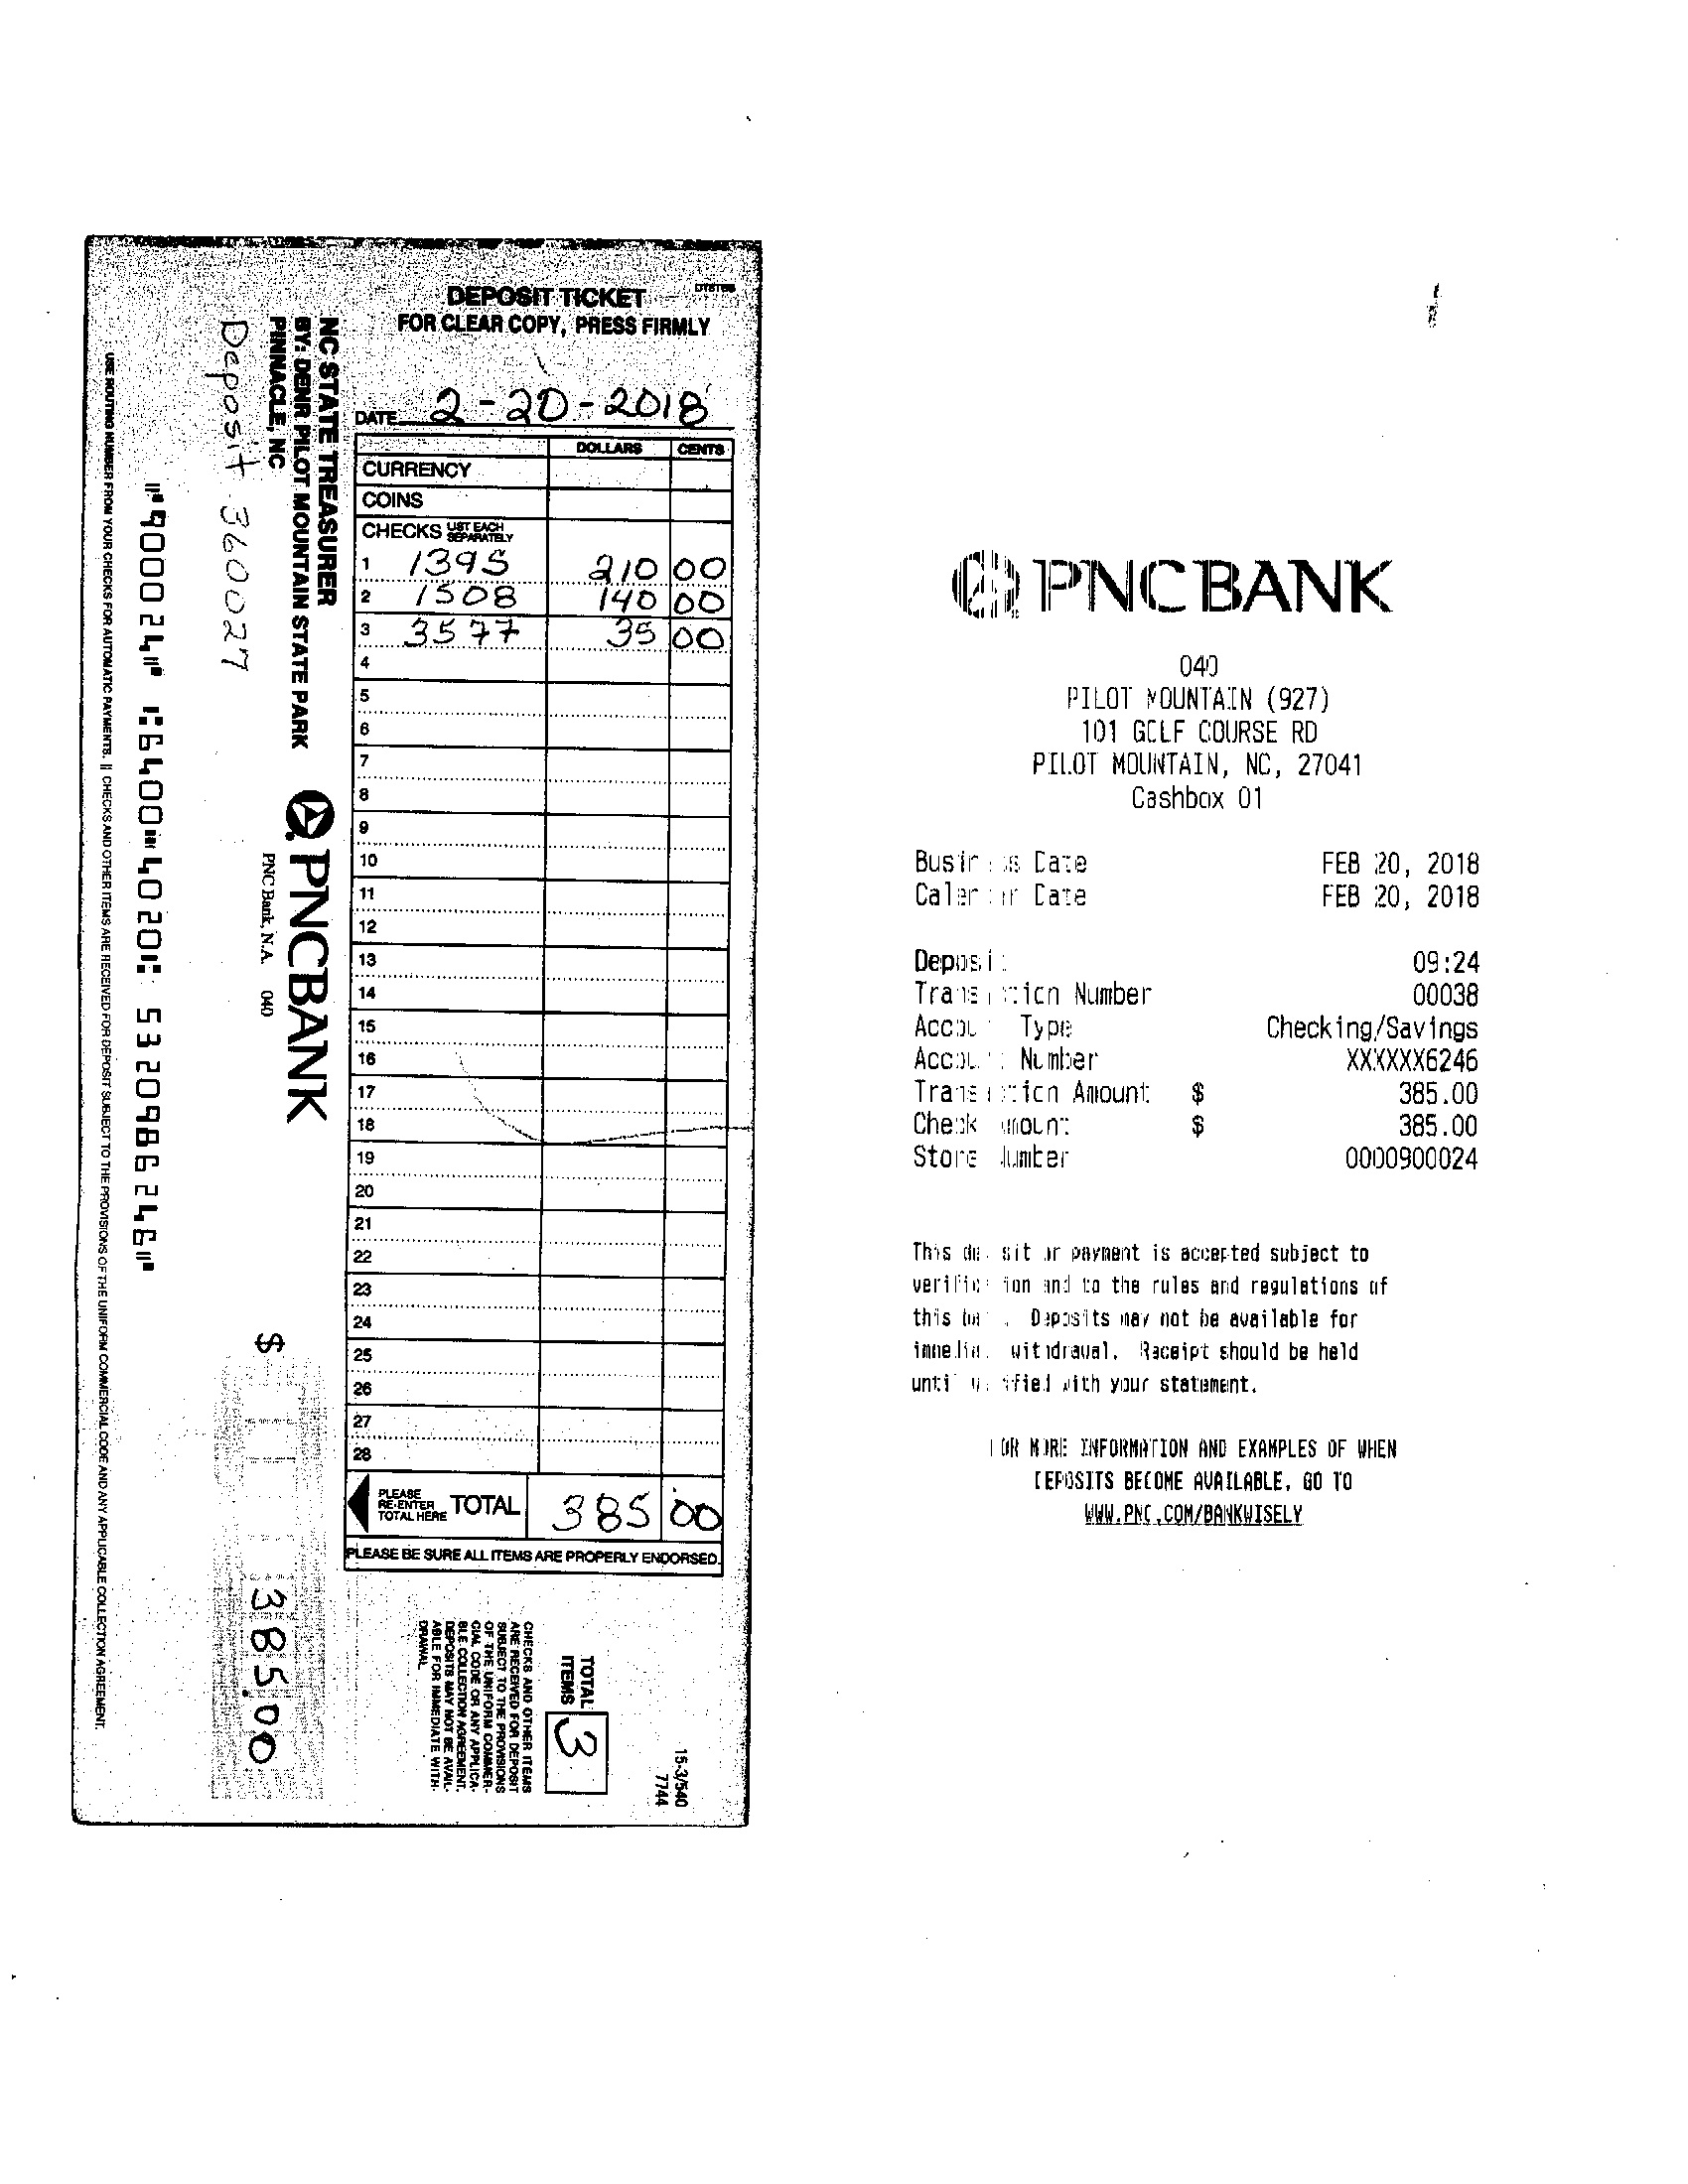 DEPOSIT TICKET
FOR CLEAR COPY, PRESS FIRMLY
DATE 2-20-2018
DOLLARS CENTS
CURRENCY
COINS
CHECKS LIST EACH SEPARATELY
1 1395 210 00
2 1508 140 00
3 3577 35 00
4
5
6
7
8
9
10
11
12
13
14
15
16
17
18
19
20
21
22
23
24
25
26
27
28
PLEASE RE-ENTER TOTAL HERE TOTAL 385 00
PLEASE BE SURE ALL ITEMS ARE PROPERLY ENDORSED.
NC STATE TREASURER
BY: DENR PILOT MOUNTAIN STATE PARK
PINNACLE, NC
Deposit 360027
PNCBANK
PNC Bank, N.A. 040
$ 385.00
⑈900024⑈ ⑆6400⑉4020⑆ 5320986246⑈
USE ROUTING NUMBER FROM YOUR CHECKS FOR AUTOMATIC PAYMENTS. || CHECKS AND OTHER ITEMS ARE RECEIVED FOR DEPOSIT SUBJECT TO THE PROVISIONS OF THE UNIFORM COMMERCIAL CODE AND ANY APPLICABLE COLLECTION AGREEMENT.
15-3/540
7744
TOTAL
ITEMS 3
CHECKS AND OTHER ITEMS
ARE RECEIVED FOR DEPOSIT
SUBJECT TO THE PROVISIONS
OF THE UNIFORM COMMER-
CIAL CODE OR ANY APPLICA-
BLE COLLECTION AGREEMENT.
DEPOSITS MAY NOT BE AVAIL-
ABLE FOR IMMEDIATE WITH-
DRAWAL
PNCBANK
040
PILOT MOUNTAIN (927)
101 GOLF COURSE RD
PILOT MOUNTAIN, NC, 27041
Cashbox 01
Business Date FEB 20, 2018
Calendar Date FEB 20, 2018
Deposit 09:24
Transaction Number 00038
Account Type Checking/Savings
Account Number XXXXXX6246
Transaction Amount $ 385.00
Check Amount $ 385.00
Store Number 0000900024
This deposit or payment is accepted subject to
verification and to the rules and regulations of
this bank. Deposits may not be available for
immediate withdrawal. Receipt should be held
until verified with your statement.
FOR MORE INFORMATION AND EXAMPLES OF WHEN
DEPOSITS BECOME AVAILABLE, GO TO
WWW.PNC.COM/BANKWISELY